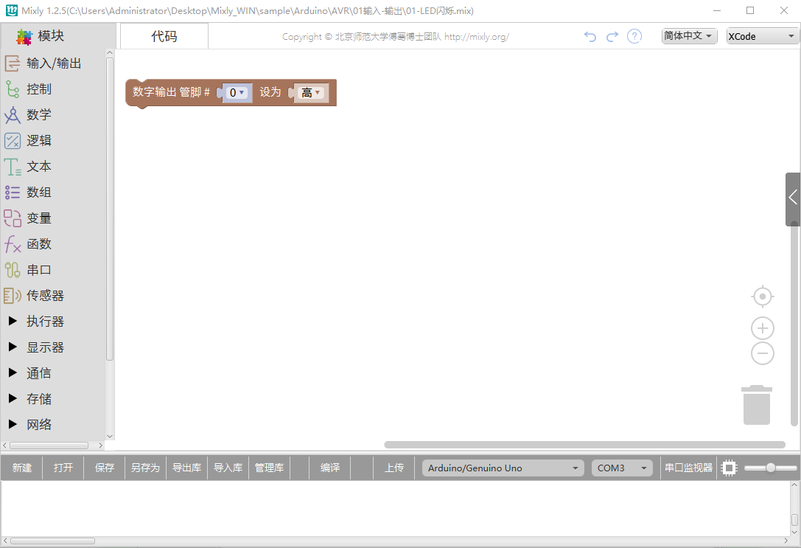 Mixly 1.2.5(C:\Users\Administrator\Desktop\Mixly_WIN\sample\Arduino\AVR\01输入-输出\01-LED闪烁.mix)
模块
代码
Copyright © 北京师范大学傅骞博士团队 http://mixly.org/
简体中文
XCode
输入/输出
控制
数学
逻辑
文本
数组
变量
函数
串口
传感器
执行器
显示器
通信
存储
网络
数字输出 管脚 # 0 设为 高
新建 打开 保存 另存为 导出库 导入库 管理库 编译 上传 Arduino/Genuino Uno COM3 串口监视器